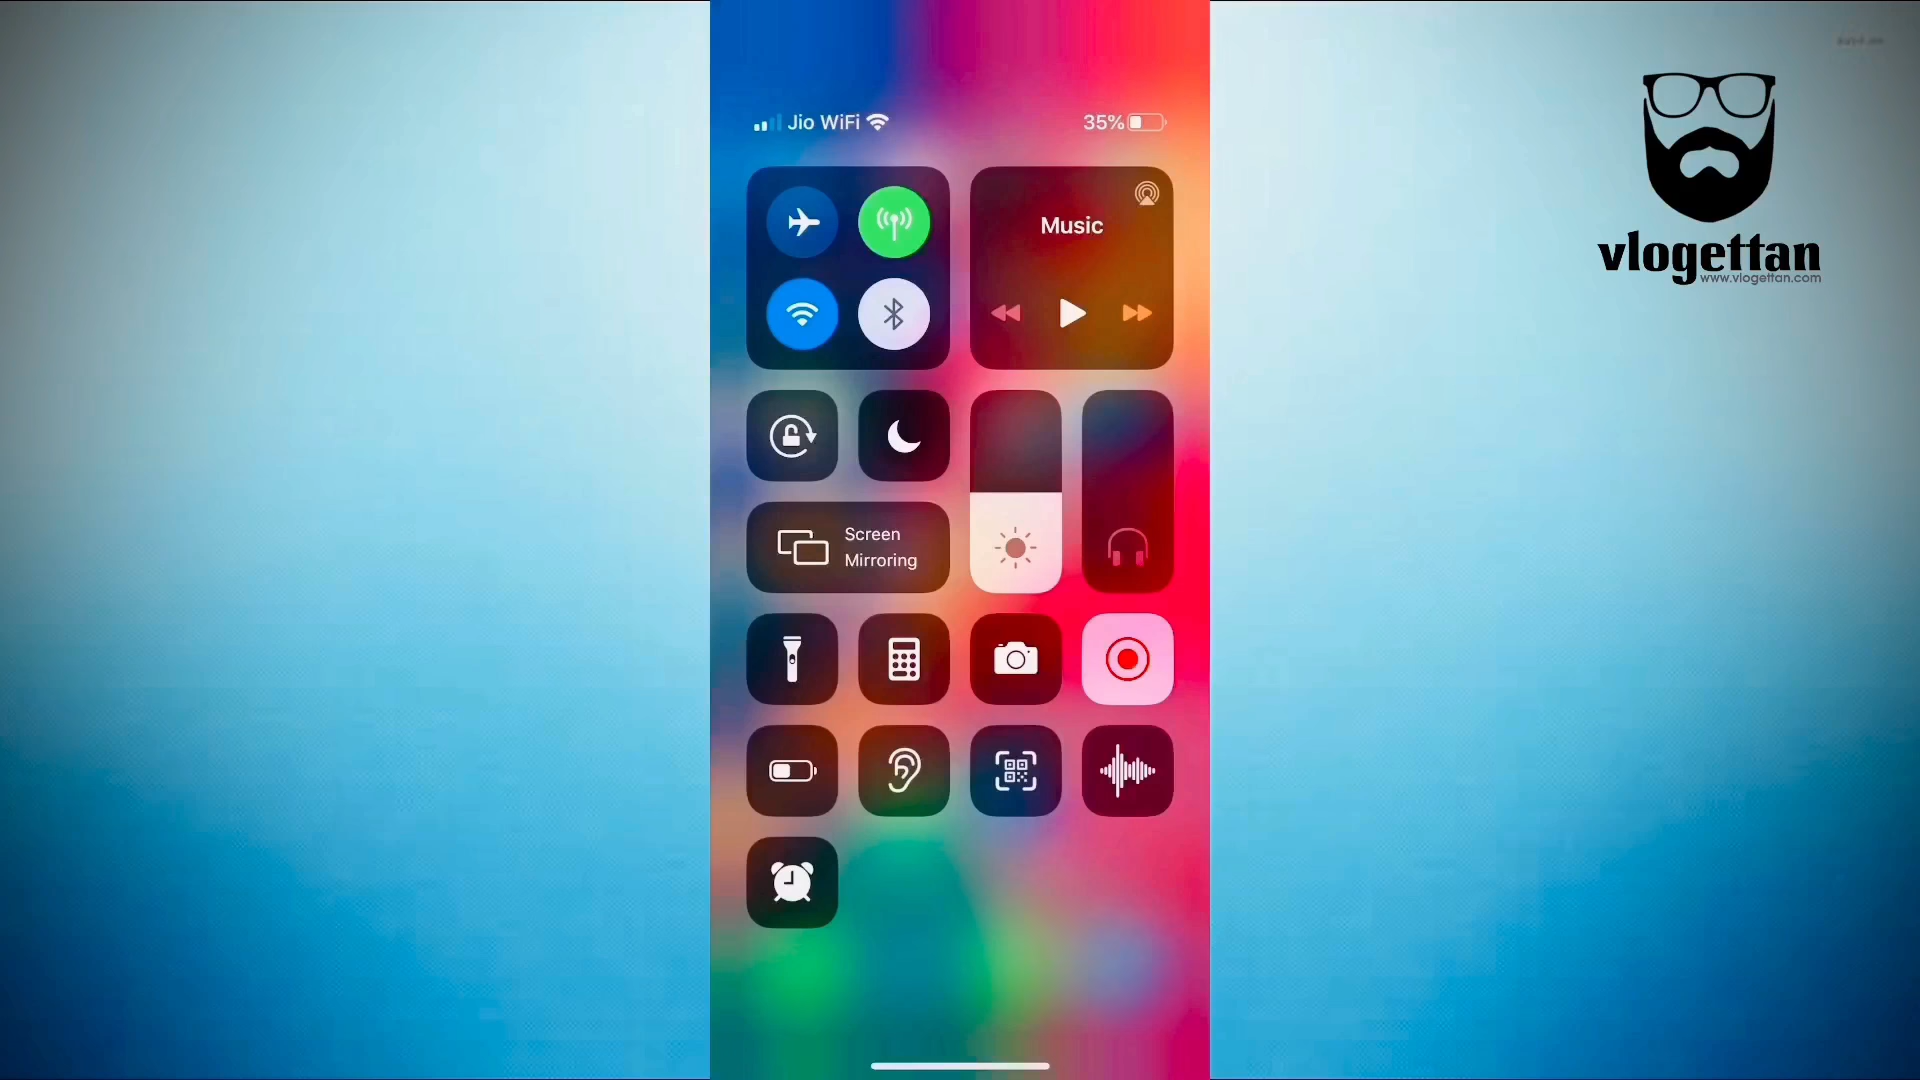 Jio WiFi
35%
Music
Screen
Mirroring
vlogettan
www.vlogettan.com